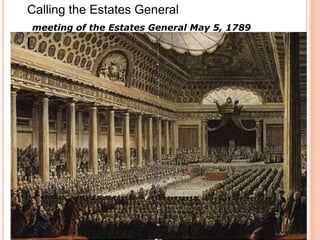 Calling the Estates General
meeting of the Estates General May 5, 1789